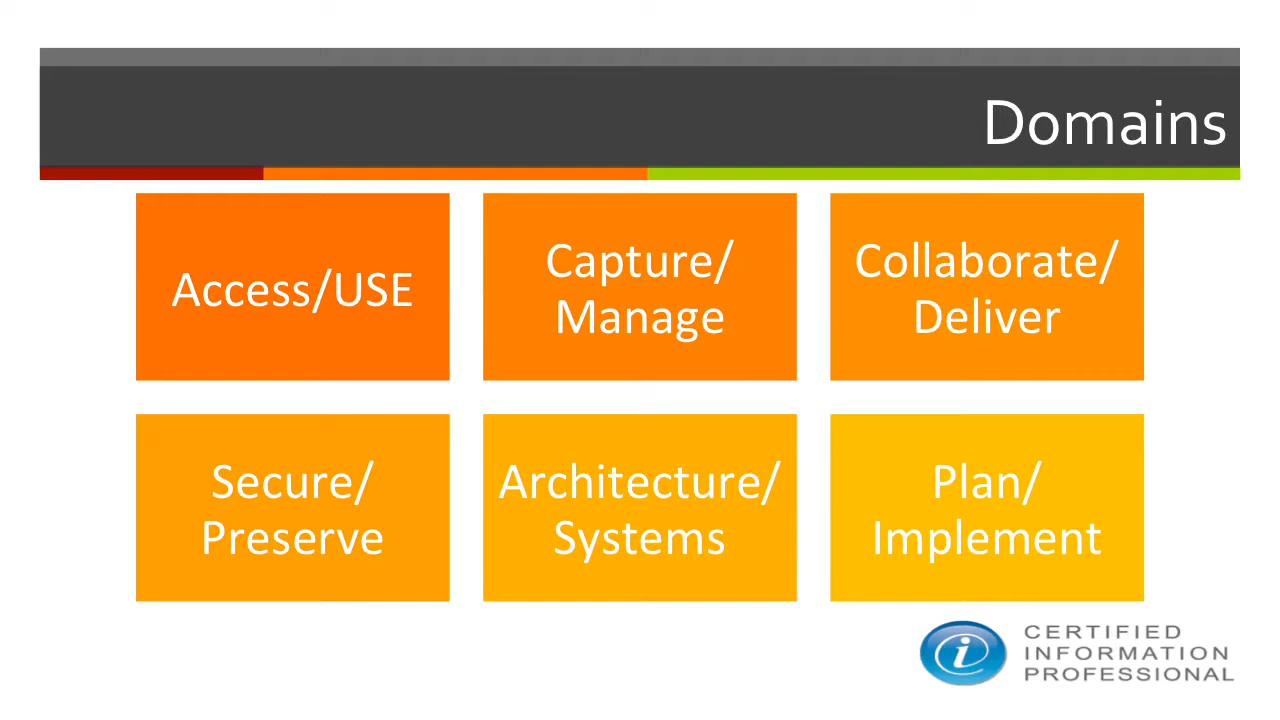 Domains
Access/USE
Capture/
Manage
Collaborate/
Deliver
Secure/
Preserve
Architecture/
Systems
Plan/
Implement
i
CERTIFIED
INFORMATION
PROFESSIONAL